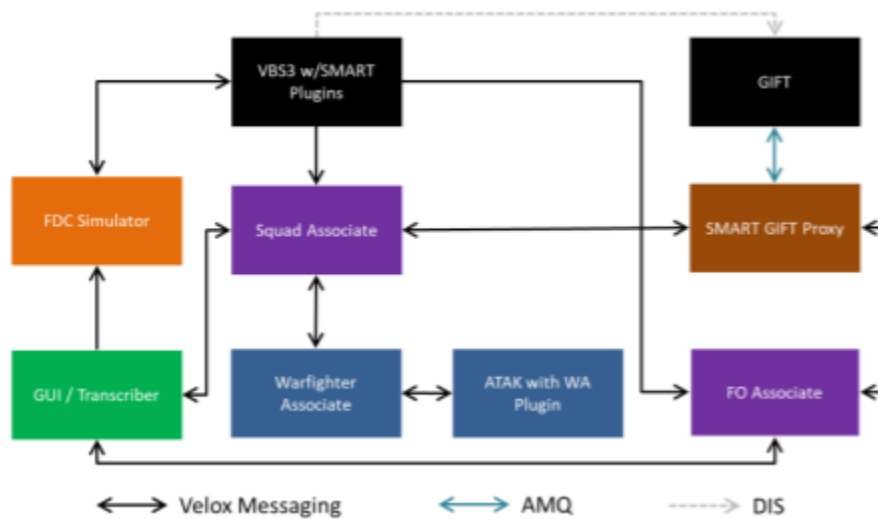 VBS3 w/SMART
Plugins
GIFT
FDC Simulator
Squad Associate
SMART GIFT Proxy
GUI / Transcriber
Warfighter
Associate
ATAK with WA
Plugin
FO Associate
Velox Messaging
AMQ
DIS